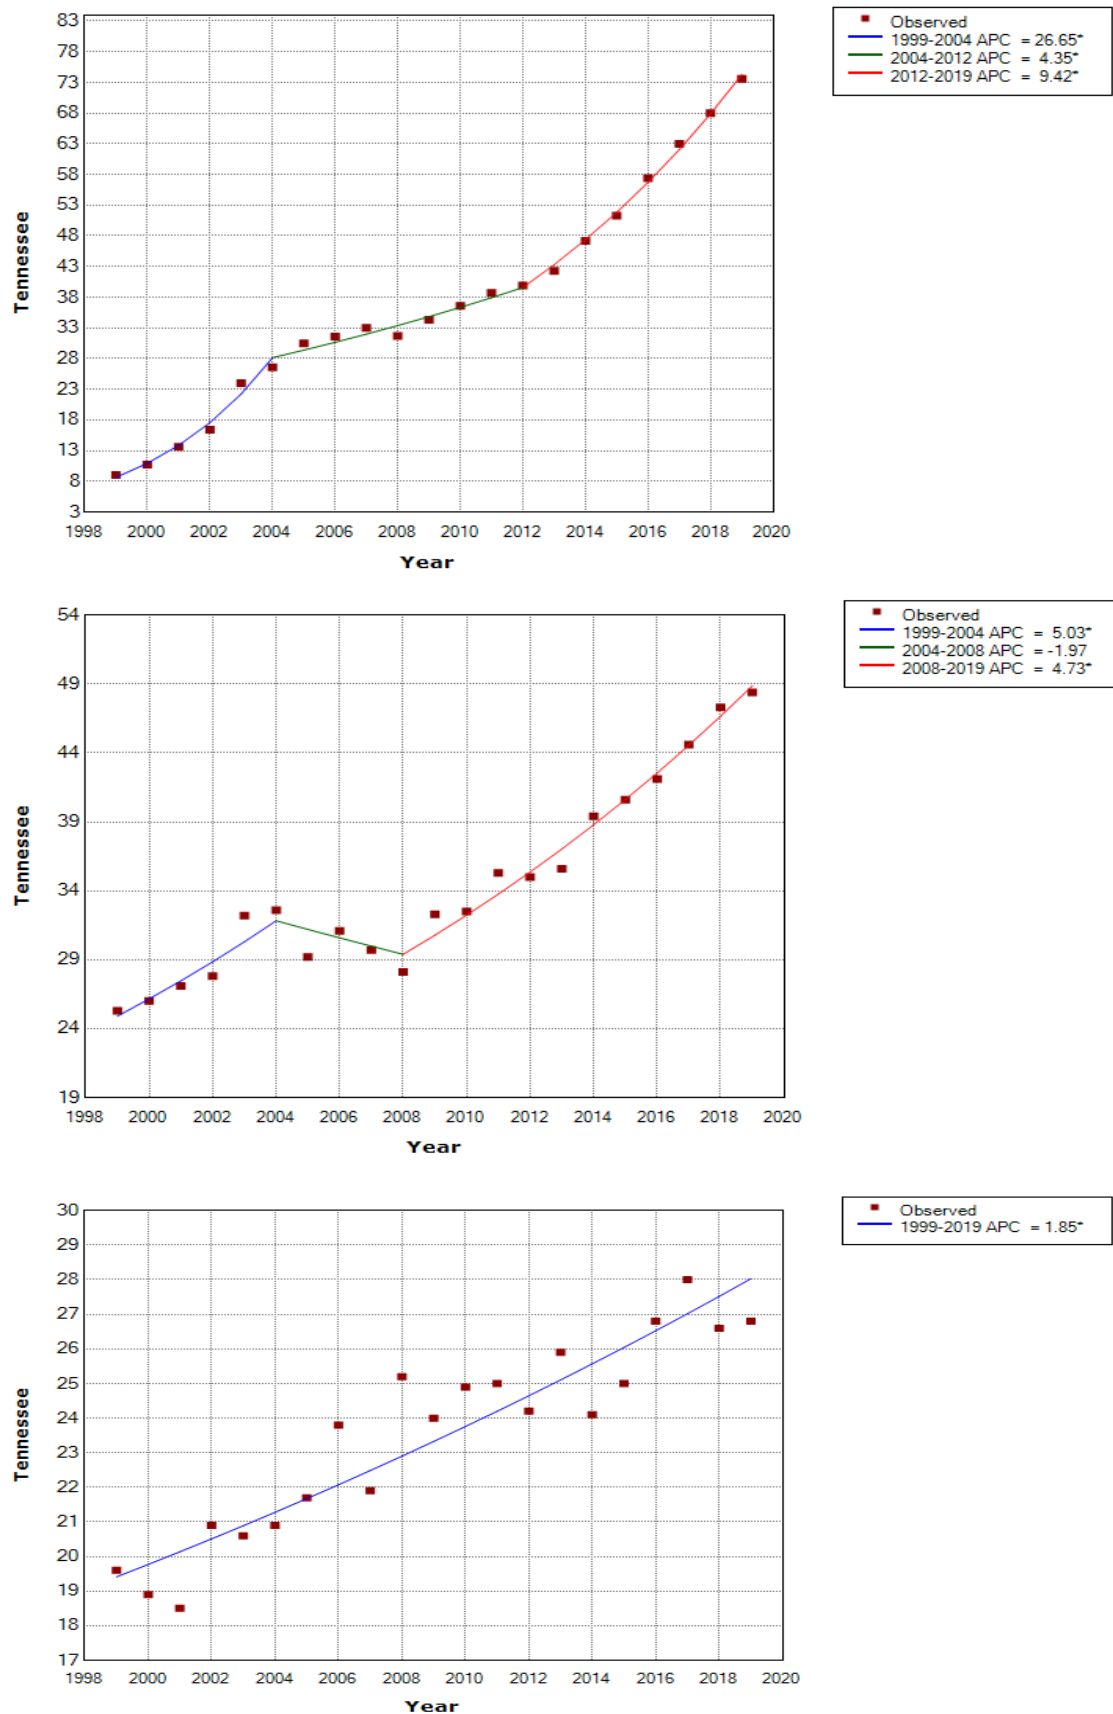 Observed
1999-2004 APC = 26.65*
2004-2012 APC = 4.35*
2012-2019 APC = 9.42*
83
78
73
68
63
58
53
48
43
38
33
28
23
18
13
8
3
Tennessee
1998 2000 2002 2004 2006 2008 2010 2012 2014 2016 2018 2020
Year
Observed
1999-2004 APC = 5.03*
2004-2008 APC = -1.97
2008-2019 APC = 4.73*
54
49
44
39
34
29
24
19
Tennessee
1998 2000 2002 2004 2006 2008 2010 2012 2014 2016 2018 2020
Year
Observed
1999-2019 APC = 1.85*
30
29
28
27
26
25
24
23
22
21
20
19
18
17
Tennessee
1998 2000 2002 2004 2006 2008 2010 2012 2014 2016 2018 2020
Year